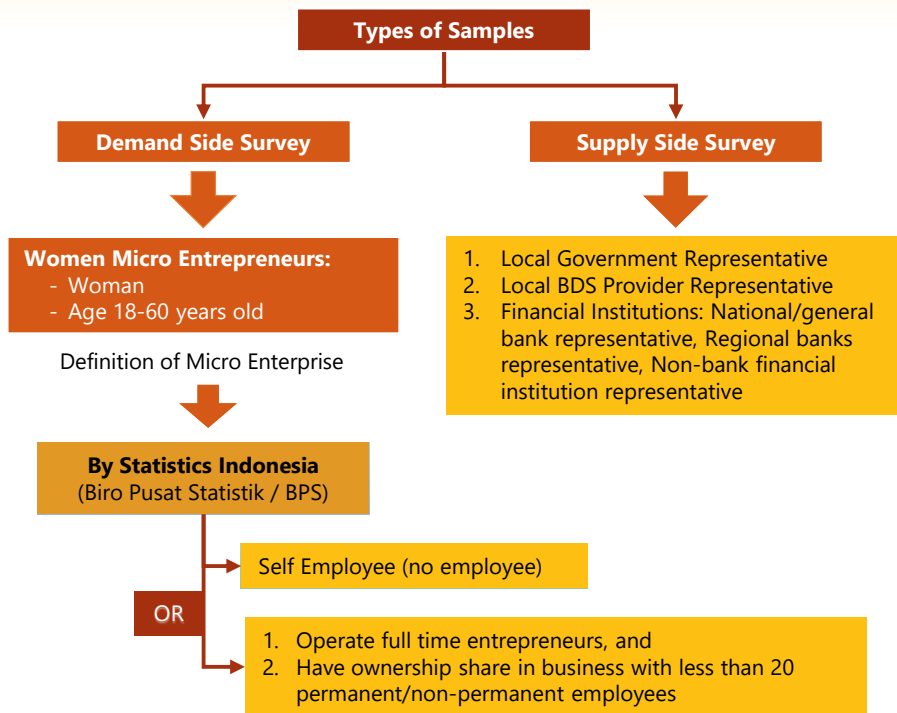 Types of Samples
Demand Side Survey
Women Micro Entrepreneurs:
- Woman
- Age 18-60 years old
Definition of Micro Enterprise
By Statistics Indonesia
(Biro Pusat Statistik / BPS)
Self Employee (no employee)
OR
1. Operate full time entrepreneurs, and
2. Have ownership share in business with less than 20
permanent/non-permanent employees
Supply Side Survey
1. Local Government Representative
2. Local BDS Provider Representative
3. Financial Institutions: National/general
bank representative, Regional banks
representative, Non-bank financial
institution representative